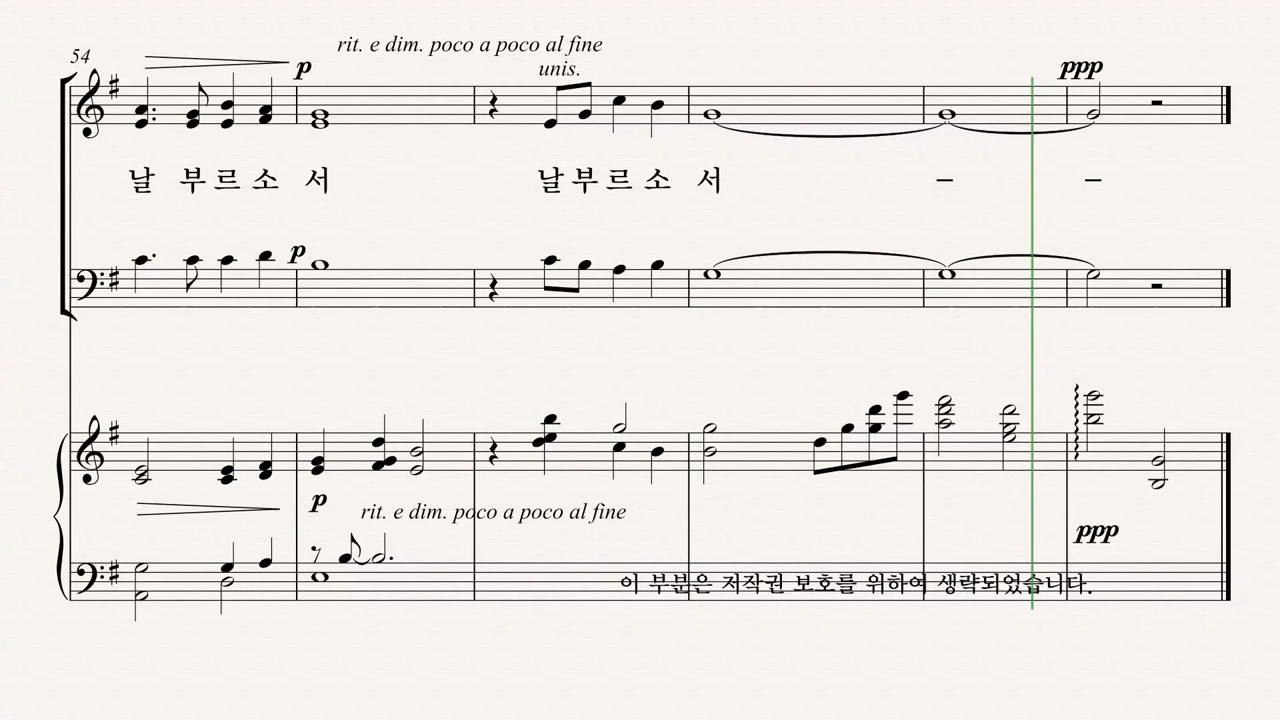 rit. e dim. poco a poco al fine
54
p
unis.
ppp
날 부르 소 서 날부르 소 서 – –
p
p
rit. e dim. poco a poco al fine
ppp
이 부분은 저작권 보호를 위하여 생략되었습니다.